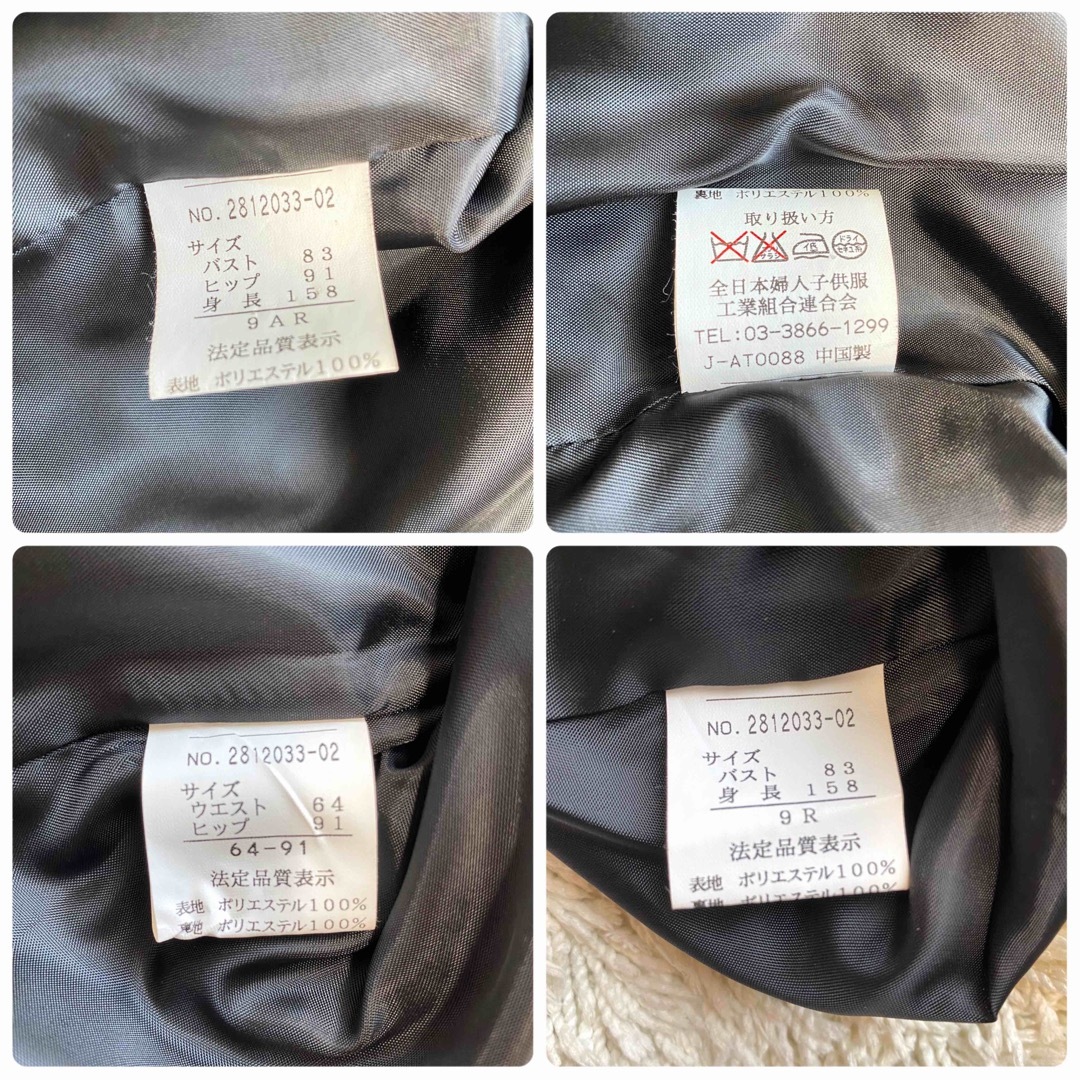 NO. 2812033-02
サイズ
バスト 83
ヒップ 91
身長 158
9AR
法定品質表示
表地 ポリエステル100%
裏地 ポリエステル100%
取り扱い方
低 ドライ
全日本婦人子供服
工業組合連合会
TEL:03-3866-1299
J-AT0088 中国製
NO. 2812033-02
サイズ
ウエスト 64
ヒップ 91
64-91
法定品質表示
表地 ポリエステル100%
裏地 ポリエステル100%
NO. 2812033-02
サイズ
バスト 83
身長 158
9R
法定品質表示
表地 ポリエステル100%
裏地 ポリエステル100%